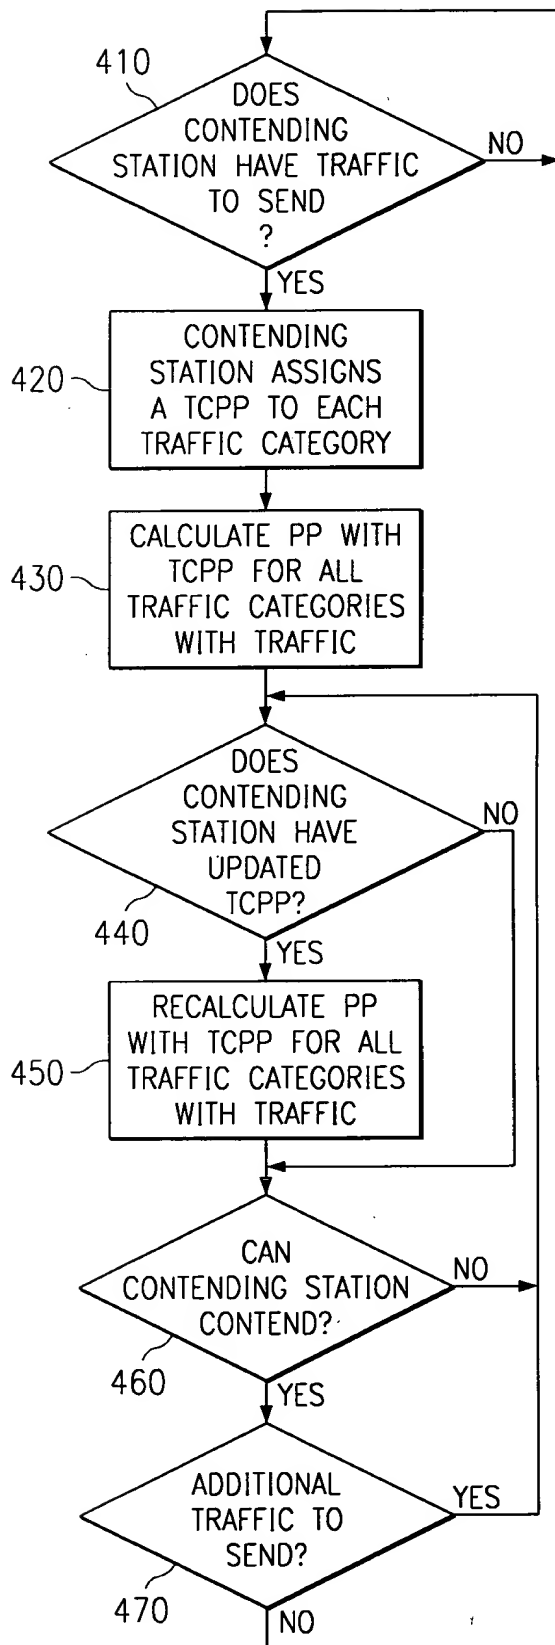 410
DOES
CONTENDING
STATION HAVE TRAFFIC
TO SEND
?
NO
YES
420
CONTENDING
STATION ASSIGNS
A TCPP TO EACH
TRAFFIC CATEGORY
430
CALCULATE PP WITH
TCPP FOR ALL
TRAFFIC CATEGORIES
WITH TRAFFIC
DOES
CONTENDING
STATION HAVE
UPDATED
TCPP?
NO
440
YES
450
RECALCULATE PP
WITH TCPP FOR ALL
TRAFFIC CATEGORIES
WITH TRAFFIC
CAN
CONTENDING STATION
CONTEND?
NO
460
YES
ADDITIONAL
TRAFFIC TO
SEND?
YES
470
NO